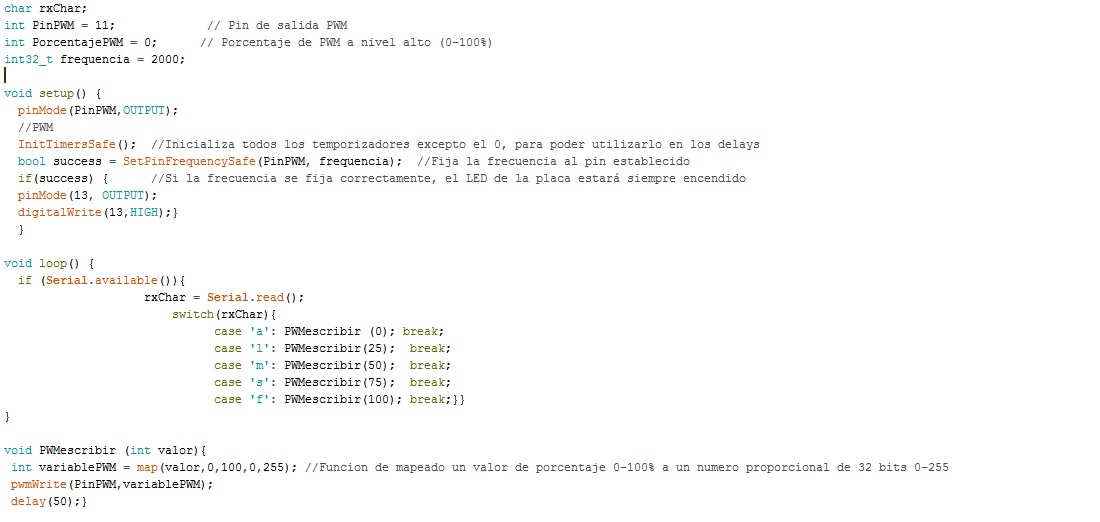 char rxChar;
int PinPWM = 11;             // Pin de salida PWM
int PorcentajePWM = 0;      // Porcentaje de PWM a nivel alto (0-100%)
int32_t frequencia = 2000;
void setup() {
  pinMode(PinPWM,OUTPUT);
  //PWM
  InitTimersSafe();  //Inicializa todos los temporizadores excepto el 0, para poder utilizarlo en los delays
  bool success = SetPinFrequencySafe(PinPWM, frequencia);  //Fija la frecuencia al pin establecido
  if(success) {      //Si la frecuencia se fija correctamente, el LED de la placa estará siempre encendido
  pinMode(13, OUTPUT);
  digitalWrite(13,HIGH);}
  }
void loop() {
  if (Serial.available()){
                    rxChar = Serial.read();
                        switch(rxChar){
                              case 'a': PWMescribir (0); break;
                              case 'l': PWMescribir(25);  break;
                              case 'm': PWMescribir(50);  break;
                              case 's': PWMescribir(75);  break;
                              case 'f': PWMescribir(100); break;}}
}
void PWMescribir (int valor){
 int variablePWM = map(valor,0,100,0,255); //Funcion de mapeado un valor de porcentaje 0-100% a un numero proporcional de 32 bits 0-255
 pwmWrite(PinPWM,variablePWM);
 delay(50);}